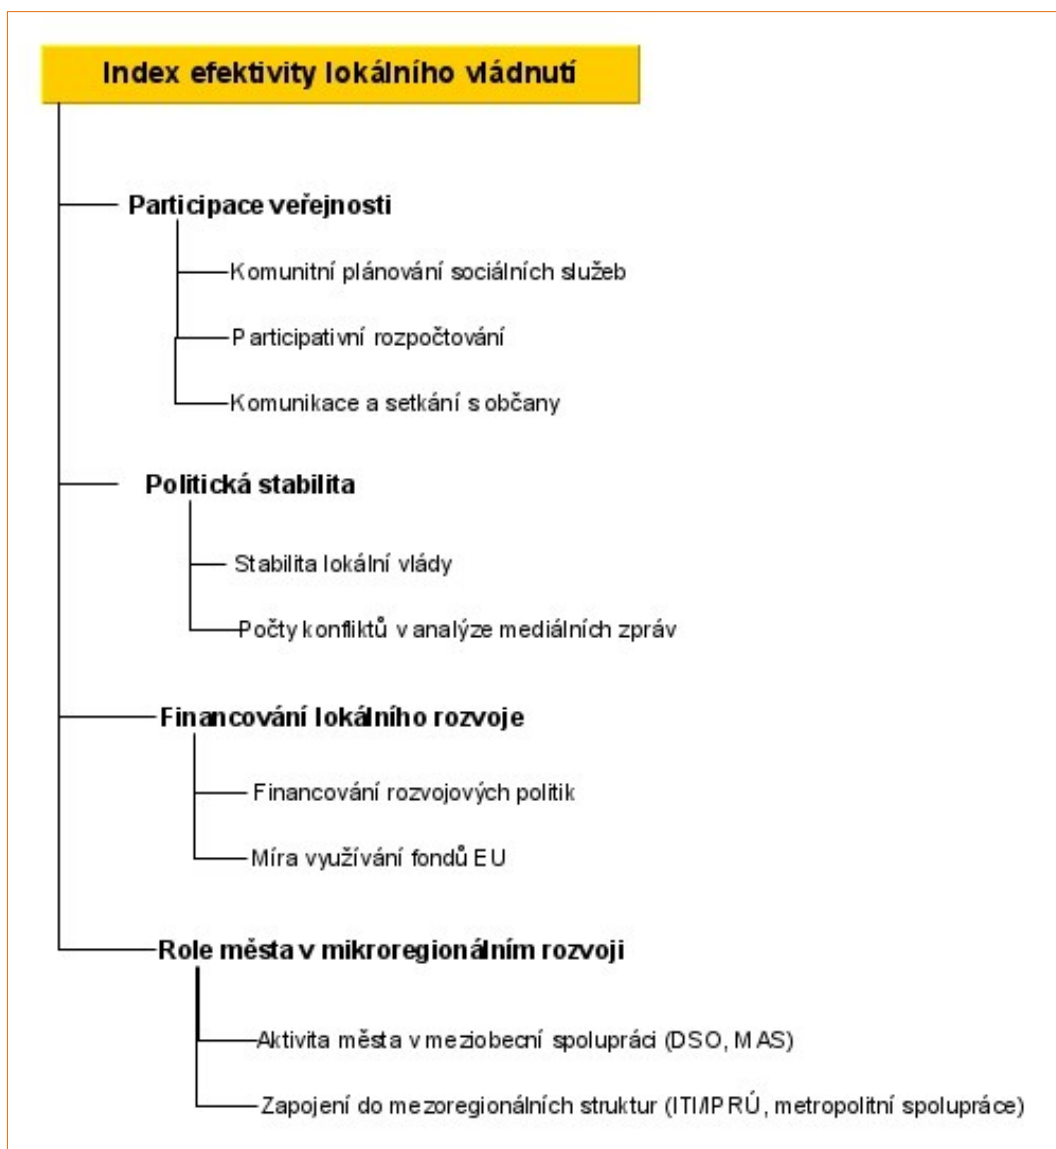 Index efektivity lokálního vládnutí
Participace veřejnosti
Komunitní plánování sociálních služeb
Participativní rozpočtování
Komunikace a setkání s občany
Politická stabilita
Stabilita lokální vlády
Počty konfliktů v analýze mediálních zpráv
Financování lokálního rozvoje
Financování rozvojových politik
Míra využívání fondů EU
Role města v mikroregionálním rozvoji
Aktivita města v meziobecní spolupráci (DSO, MAS)
Zapojení do mezoregionálních struktur (ITI/IPRÚ, metropolitní spolupráce)